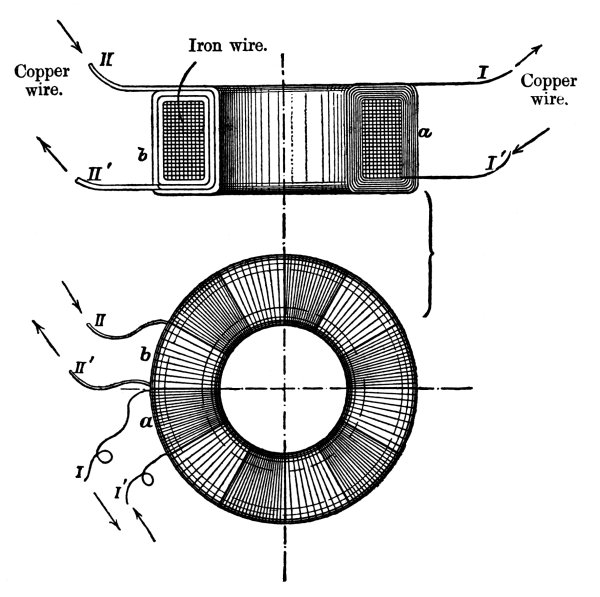 II
Iron wire.
I
Copper
wire.
Copper
wire.
b
a
II'
I'
II
b
II'
a
I
I'